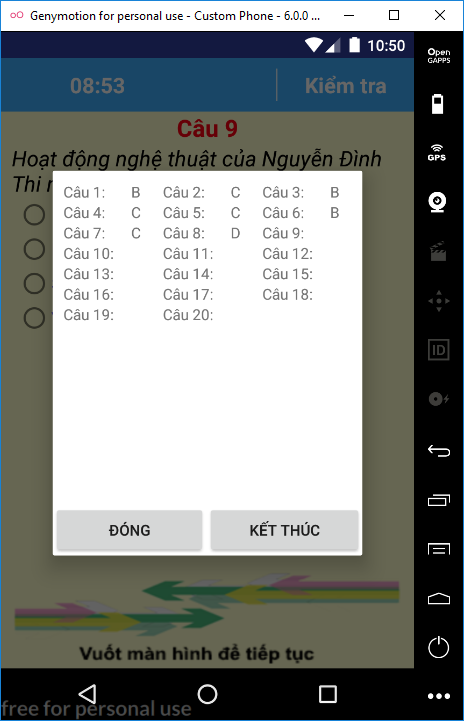 Genymotion for personal use - Custom Phone - 6.0.0 ...
10:50
08:53 Kiểm tra
Câu 9
Hoạt động nghệ thuật của Nguyễn Đình
Thi
Câu 1: B Câu 2: C Câu 3: B
Câu 4: C Câu 5: C Câu 6: B
Câu 7: C Câu 8: D Câu 9:
Câu 10: Câu 11: Câu 12:
Câu 13: Câu 14: Câu 15:
Câu 16: Câu 17: Câu 18:
Câu 19: Câu 20:
ĐÓNG KẾT THÚC
Vuốt màn hình để tiếp tục
free for personal use
Open
GAPPS
GPS
ID